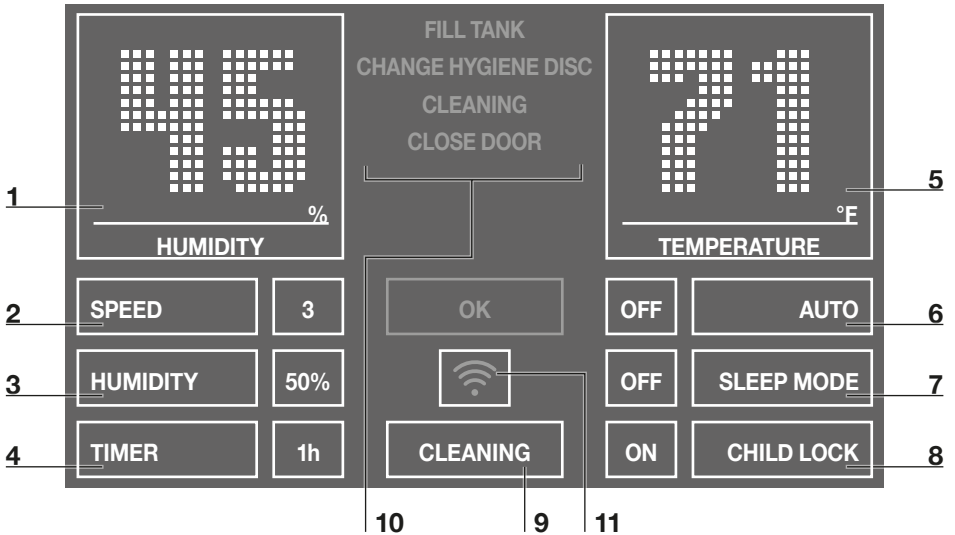 45
%
HUMIDITY
FILL TANK
CHANGE HYGIENE DISC
CLEANING
CLOSE DOOR
71
°F
TEMPERATURE
1
5
2 SPEED 3 OK OFF AUTO 6
3 HUMIDITY 50% OFF SLEEP MODE 7
4 TIMER 1h CLEANING ON CHILD LOCK 8
10 9 11